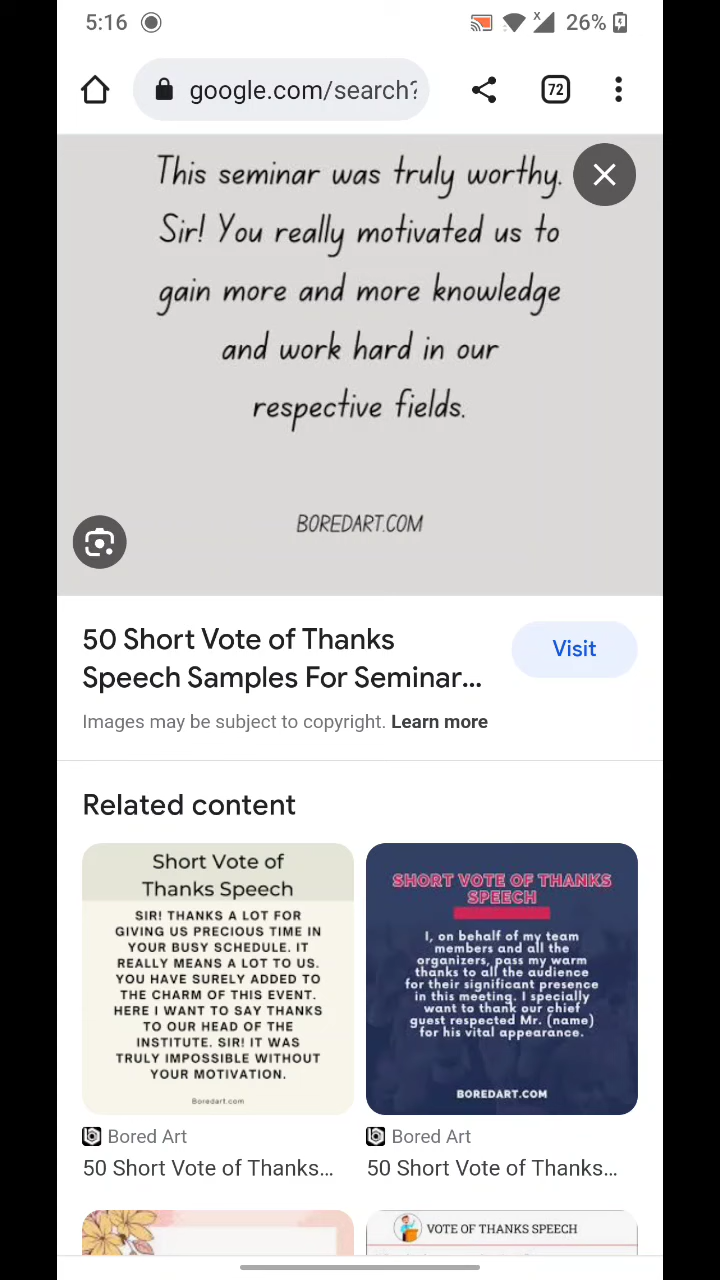 5:16
x
26%
google.com/search?
72
This seminar was truly worthy.
Sir! You really motivated us to
gain more and more knowledge
and work hard in our
respective fields.
BOREDART.COM
50 Short Vote of Thanks
Speech Samples For Seminar...
Visit
Images may be subject to copyright. Learn more
Related content
Short Vote of
Thanks Speech
SIR! THANKS A LOT FOR
GIVING US PRECIOUS TIME IN
YOUR BUSY SCHEDULE. IT
REALLY MEANS A LOT TO US.
YOU HAVE SURELY ADDED TO
THE CHARM OF THIS EVENT.
HERE I WANT TO SAY THANKS
TO OUR HEAD OF THE
INSTITUTE. SIR! IT WAS
TRULY IMPOSSIBLE WITHOUT
YOUR MOTIVATION.
Boredart.com
Bored Art
50 Short Vote of Thanks...
SHORT VOTE OF THANKS
SPEECH
I, on behalf of my team
members and all the
organizers, pass my warm
thanks to all the audience
for their significant presence
in this meeting. I specially
want to thank our chief
guest respected Mr. (name)
for his vital appearance.
BOREDART.COM
Bored Art
50 Short Vote of Thanks...
VOTE OF THANKS SPEECH